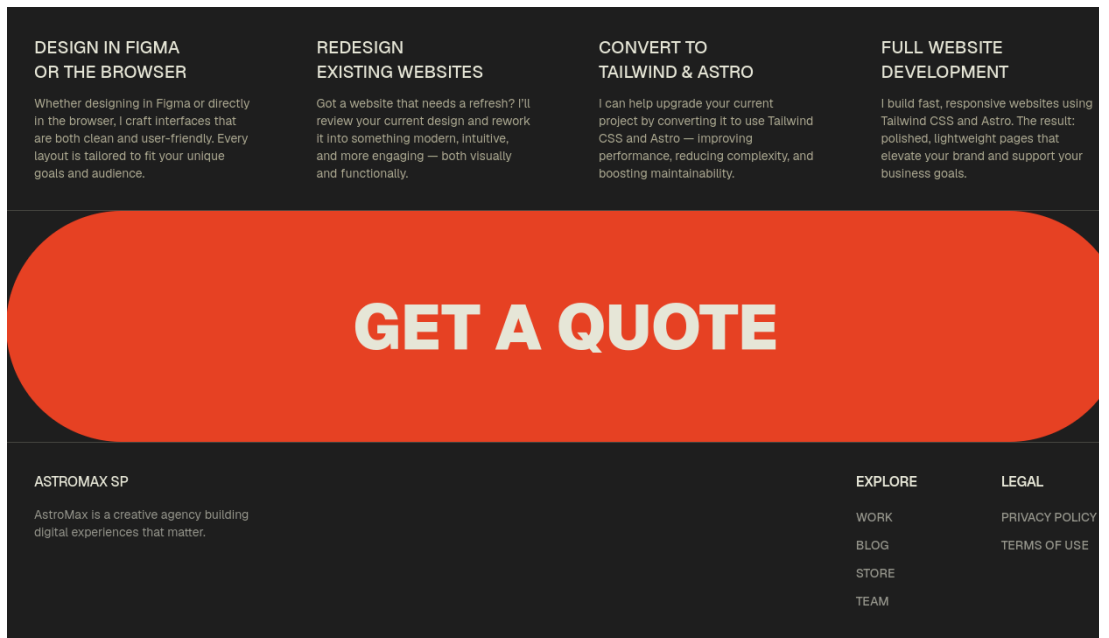 DESIGN IN FIGMA
OR THE BROWSER
Whether designing in Figma or directly
in the browser, I craft interfaces that
are both clean and user-friendly. Every
layout is tailored to fit your unique
goals and audience.
REDESIGN
EXISTING WEBSITES
Got a website that needs a refresh? I'll
review your current design and rework
it into something modern, intuitive,
and more engaging — both visually
and functionally.
CONVERT TO
TAILWIND & ASTRO
I can help upgrade your current
project by converting it to use Tailwind
CSS and Astro — improving
performance, reducing complexity, and
boosting maintainability.
FULL WEBSITE
DEVELOPMENT
I build fast, responsive websites using
Tailwind CSS and Astro. The result:
polished, lightweight pages that
elevate your brand and support your
business goals.
GET A QUOTE
ASTROMAX SP
AstroMax is a creative agency building
digital experiences that matter.
EXPLORE
WORK
BLOG
STORE
TEAM
LEGAL
PRIVACY POLICY
TERMS OF USE